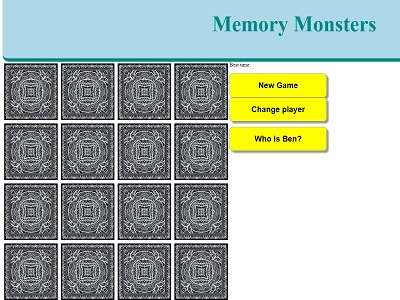 Memory Monsters
Best time:
New Game
Change player
Who is Ben?